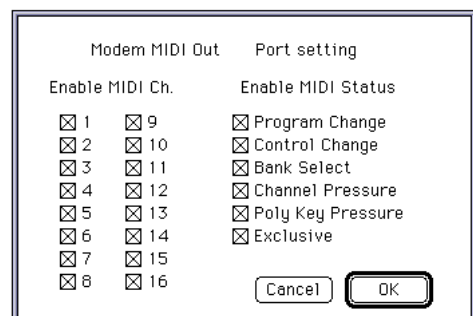 Modem MIDI Out Port setting
Enable MIDI Ch. Enable MIDI Status
1 9 Program Change
2 10 Control Change
3 11 Bank Select
4 12 Channel Pressure
5 13 Poly Key Pressure
6 14 Exclusive
7 15
8 16
Cancel OK